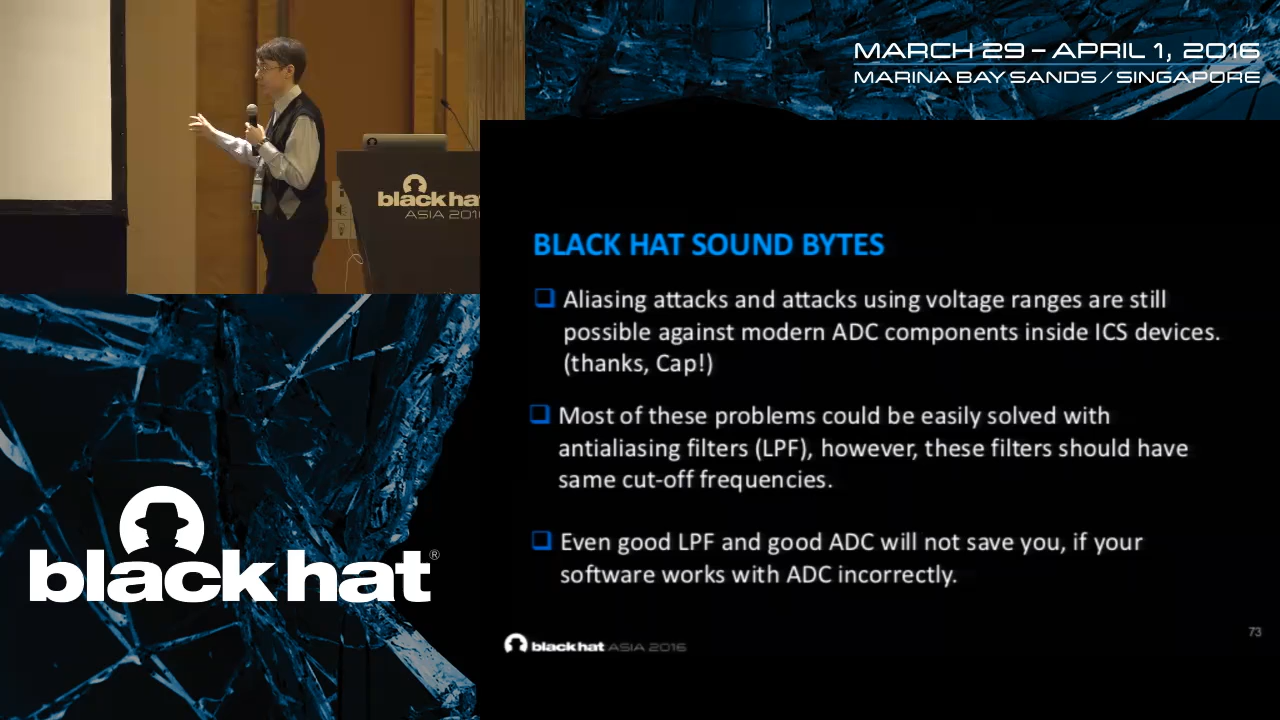 MARCH 29 – APRIL 1, 2016
MARINA BAY SANDS / SINGAPORE
black ha
ASIA 201
BLACK HAT SOUND BYTES
Aliasing attacks and attacks using voltage ranges are still
possible against modern ADC components inside ICS devices.
(thanks, Cap!)
Most of these problems could be easily solved with
antialiasing filters (LPF), however, these filters should have
same cut-off frequencies.
Even good LPF and good ADC will not save you, if your
software works with ADC incorrectly.
black hat®
73
black hat ASIA 2016